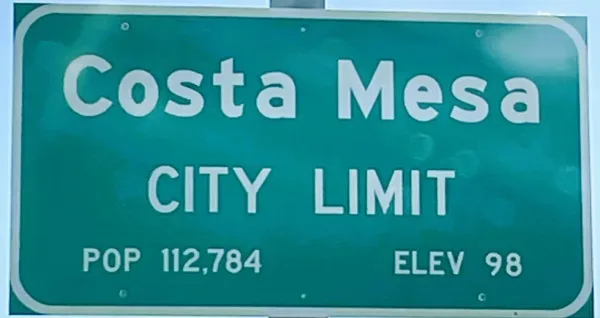 Costa Mesa
CITY LIMIT
POP 112,784 ELEV 98